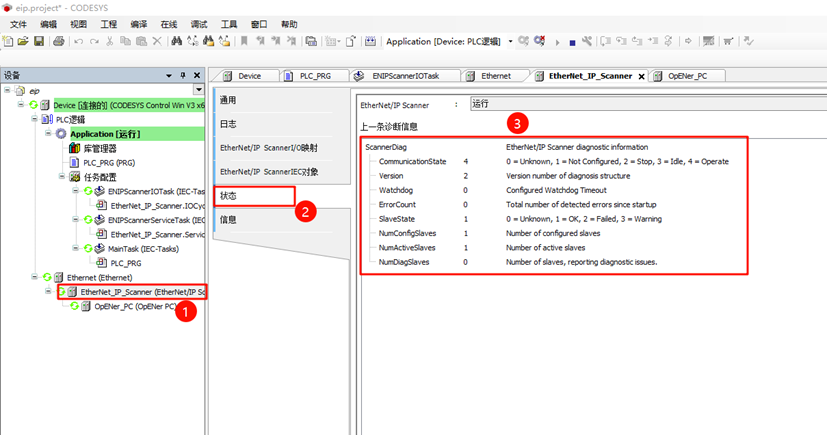 eip.project* - CODESYS
文件 编辑 视图 工程 编译 在线 调试 工具 窗口 帮助
Application [Device: PLC逻辑]
设备
Device
PLC_PRG
ENIPScannerIOTask
Ethernet
EtherNet_IP_Scanner
OpENer_PC
eip
Device [连接的] (CODESYS Control Win V3 x6
PLC逻辑
Application [运行]
库管理器
PLC_PRG (PRG)
任务配置
ENIPScannerIOTask (IEC-Tas
EtherNet_IP_Scanner.IOCyc
ENIPScannerServiceTask (IEC-
EtherNet_IP_Scanner.Servic
MainTask (IEC-Tasks)
PLC_PRG
Ethernet (Ethernet)
EtherNet_IP_Scanner (EtherNet/IP Sc
OpENer_PC (OpENer PC)
1
通用
日志
EtherNet/IP ScannerI/O映射
EtherNet/IP ScannerIEC对象
状态
2
信息
EtherNet/IP Scanner : 运行
上一条诊断信息
3
ScannerDiag EtherNet/IP Scanner diagnostic information
CommunicationState 4 0 = Unknown, 1 = Not Configured, 2 = Stop, 3 = Idle, 4 = Operate
Version 2 Version number of diagnosis structure
Watchdog 0 Configured Watchdog Timeout
ErrorCount 0 Total number of detected errors since startup
SlaveState 1 0 = Unknown, 1 = OK, 2 = Failed, 3 = Warning
NumConfigSlaves 1 Number of configured slaves
NumActiveSlaves 1 Number of active slaves
NumDiagSlaves 0 Number of slaves, reporting diagnostic issues.